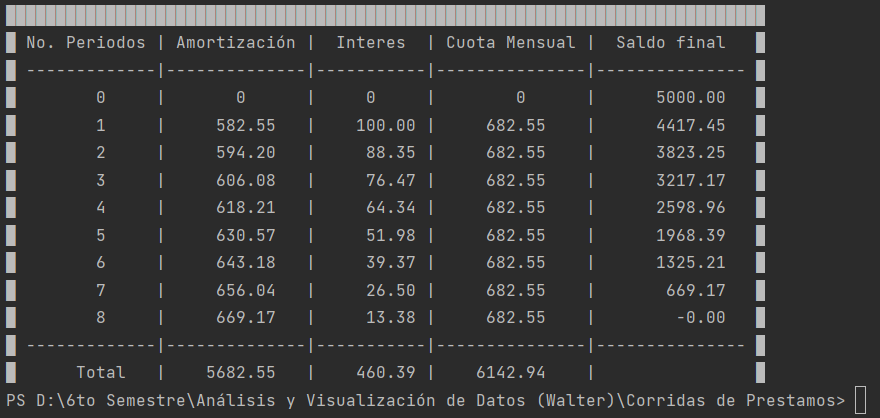 No. Periodos | Amortización | Interes | Cuota Mensual | Saldo final
-------------|--------------|-----------|---------------|---------------
0 | 0 | 0 | 0 | 5000.00
1 | 582.55 | 100.00 | 682.55 | 4417.45
2 | 594.20 | 88.35 | 682.55 | 3823.25
3 | 606.08 | 76.47 | 682.55 | 3217.17
4 | 618.21 | 64.34 | 682.55 | 2598.96
5 | 630.57 | 51.98 | 682.55 | 1968.39
6 | 643.18 | 39.37 | 682.55 | 1325.21
7 | 656.04 | 26.50 | 682.55 | 669.17
8 | 669.17 | 13.38 | 682.55 | -0.00
-------------|--------------|-----------|---------------|---------------
Total | 5682.55 | 460.39 | 6142.94 |
PS D:\6to Semestre\Análisis y Visualización de Datos (Walter)\Corridas de Prestamos>